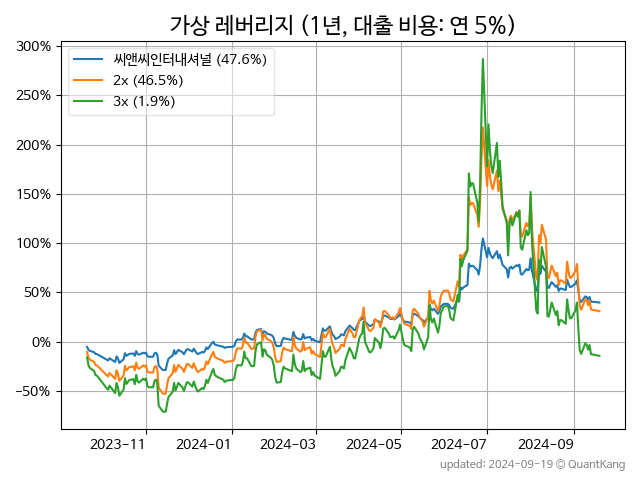 가상 레버리지 (1년, 대출 비용: 연 5%)
300%
250%
200%
150%
100%
50%
0%
−50%
씨앤씨인터내셔널 (47.6%)
2x (46.5%)
3x (1.9%)
2023-11
2024-01
2024-03
2024-05
2024-07
2024-09
updated: 2024-09-19 © QuantKang